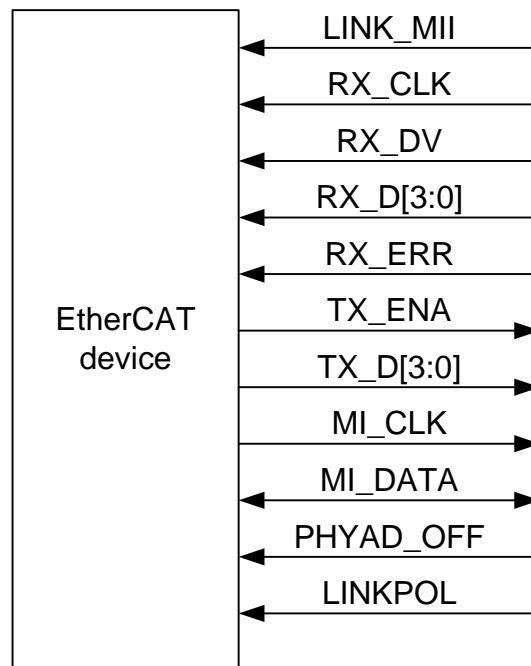 LINK_MII
RX_CLK
RX_DV
RX_D[3:0]
RX_ERR
EtherCAT
device
TX_ENA
TX_D[3:0]
MI_CLK
MI_DATA
PHYAD_OFF
LINKPOL